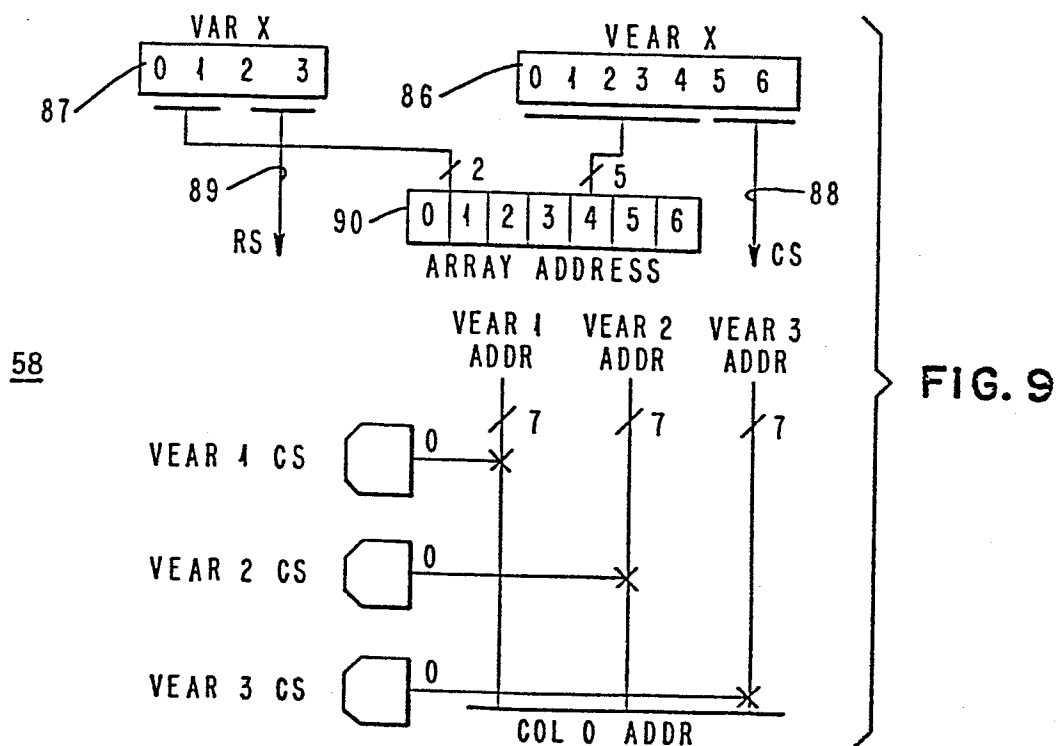 VAR X
VEAR X
0 1 2 3
0 1 2 3 4 5 6
87
86
2
5
89
88
90
0 1 2 3 4 5 6
RS
CS
ARRAY ADDRESS
VEAR 1 ADDR
VEAR 2 ADDR
VEAR 3 ADDR
58
FIG. 9
7
7
7
VEAR 1 CS
0
VEAR 2 CS
0
VEAR 3 CS
0
COL 0 ADDR